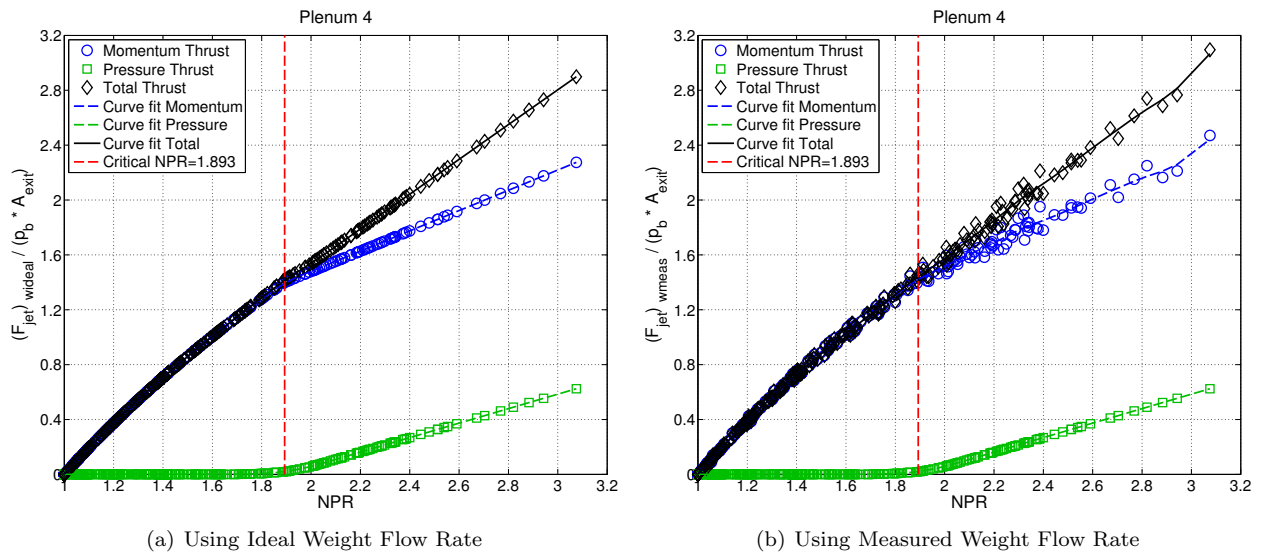 Plenum 4
3.2
2.8
2.4
2
1.6
1.2
0.8
0.4
0
(F_jet)_wideal / (p_b * A_exit)
Momentum Thrust
Pressure Thrust
Total Thrust
Curve fit Momentum
Curve fit Pressure
Curve fit Total
Critical NPR=1.893
1 1.2 1.4 1.6 1.8 2 2.2 2.4 2.6 2.8 3 3.2
NPR
(a) Using Ideal Weight Flow Rate
Plenum 4
3.2
2.8
2.4
2
1.6
1.2
0.8
0.4
0
(F_jet)_wmeas / (p_b * A_exit)
Momentum Thrust
Pressure Thrust
Total Thrust
Curve fit Momentum
Curve fit Pressure
Curve fit Total
Critical NPR=1.893
1 1.2 1.4 1.6 1.8 2 2.2 2.4 2.6 2.8 3 3.2
NPR
(b) Using Measured Weight Flow Rate